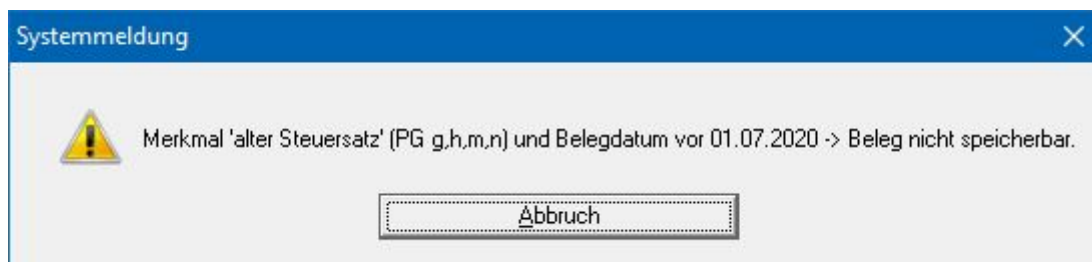 Systemmeldung
Merkmal 'alter Steuersatz' (PG g,h,m,n) und Belegdatum vor 01.07.2020 -> Beleg nicht speicherbar.
Abbruch